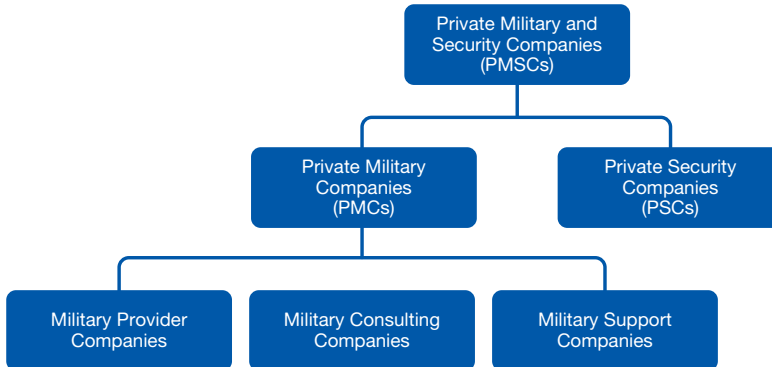 Private Military and
Security Companies
(PMSCs)
Private Military
Companies
(PMCs)
Private Security
Companies
(PSCs)
Military Provider
Companies
Military Consulting
Companies
Military Support
Companies